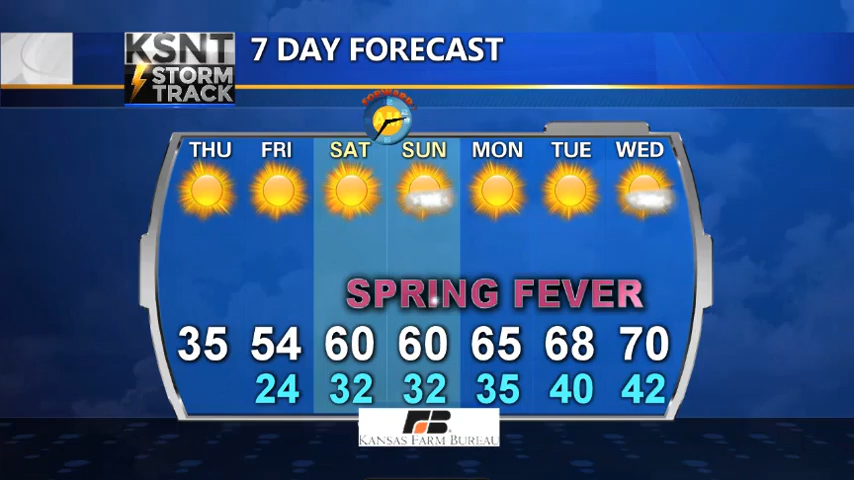 KSNT
STORM
TRACK
7 DAY FORECAST
FORWARD
THU FRI SAT SUN MON TUE WED
SPRING FEVER
35 54 60 60 65 68 70
24 32 32 35 40 42
FB
KANSAS FARM BUREAU